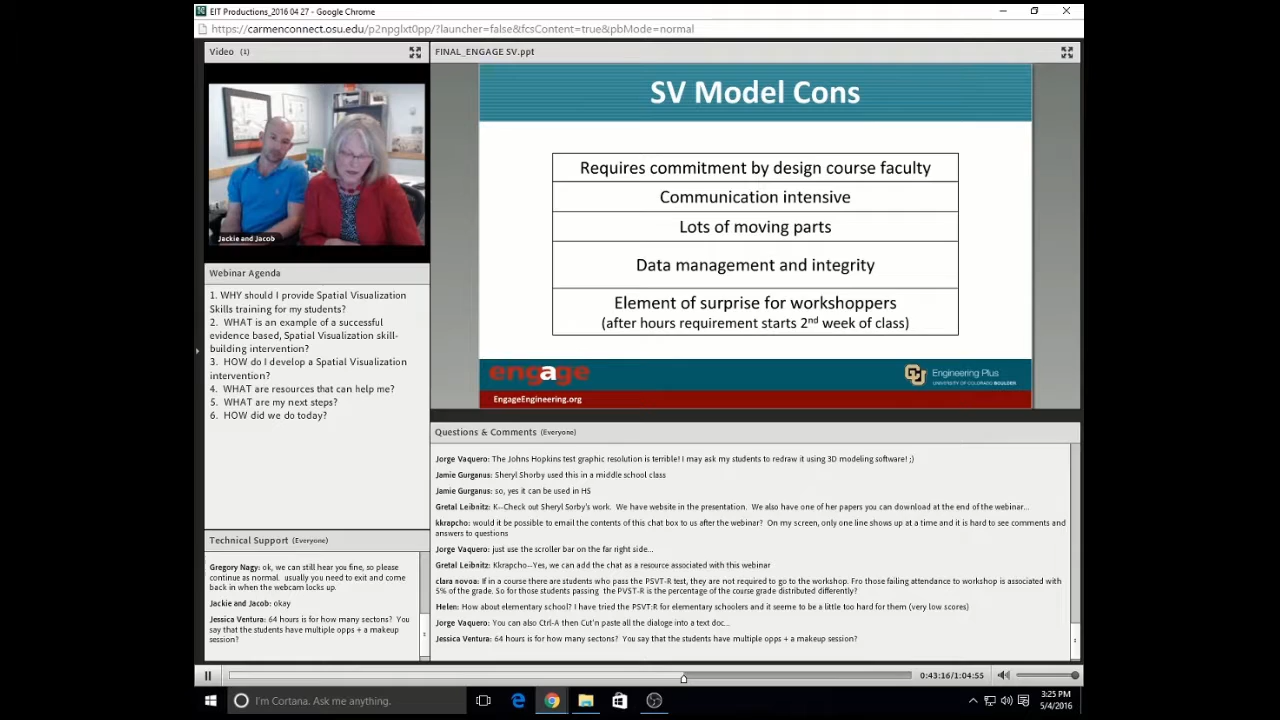 EIT Productions_2016 04 27 - Google Chrome
https://carmenconnect.osu.edu/p2npglxt0pp/?launcher=false&fcsContent=true&pbMode=normal
Video (1)
Jackie and Jacob
Webinar Agenda
1. WHY should I provide Spatial Visualization
Skills training for my students?
2. WHAT is an example of a successful
evidence based, Spatial Visualization skill-
building intervention?
3. HOW do I develop a Spatial Visualization
intervention?
4. WHAT are resources that can help me?
5. WHAT are my next steps?
6. HOW did we do today?
Technical Support (Everyone)
Gregory Nagy: ok, we can still hear you fine, so please
continue as normal. usually you need to exit and come
back in when the webcam locks up.
Jackie and Jacob: okay
Jessica Ventura: 64 hours is for how many sectons? You
say that the students have multiple opps + a makeup
session?
FINAL_ENGAGE SV.ppt
SV Model Cons
Requires commitment by design course faculty
Communication intensive
Lots of moving parts
Data management and integrity
Element of surprise for workshoppers
(after hours requirement starts 2nd week of class)
engage
EngageEngineering.org
CU Engineering Plus
UNIVERSITY OF COLORADO BOULDER
Questions & Comments (Everyone)
Jorge Vaquero: The Johns Hopkins test graphic resolution is terrible! I may ask my students to redraw it using 3D modeling software! ;)
Jamie Gurganus: Sheryl Shorby used this in a middle school class
Jamie Gurganus: so, yes it can be used in HS
Gretal Leibnitz: K--Check out Sheryl Sorby's work. We have website in the presentation. We also have one of her papers you can download at the end of the webinar...
kkrapcho: would it be possible to email the contents of this chat box to us after the webinar? On my screen, only one line shows up at a time and it is hard to see comments and
answers to questions
Jorge Vaquero: just use the scroller bar on the far right side...
Gretal Leibnitz: Kkrapcho--Yes, we can add the chat as a resource associated with this webinar
clara novoa: If in a course there are students who pass the PSVT-R test, they are not required to go to the workshop. Fro those failing attendance to workshop is associated with
5% of the grade. So for those students passing the PVST-R is the percentage of the course grade distributed differently?
Helen: How about elementary school? I have tried the PSVT:R for elementary schoolers and it seeme to be a little too hard for them (very low scores)
Jorge Vaquero: You can also Ctrl-A then Cut'n paste all the dialoge into a text doc...
Jessica Ventura: 64 hours is for how many sectons? You say that the students have multiple opps + a makeup session?
0:43:16/1:04:55
I'm Cortana. Ask me anything.
3:25 PM
5/4/2016